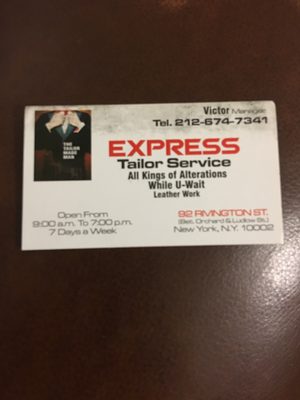 Victor Manager
Tel. 212-674-7341
THE
TAILOR
MADE
MAN
EXPRESS
Tailor Service
All Kings of Alterations
While U-Wait
Leather Work
Open From
9:00 a.m. To 7:00 p.m.
7 Days a Week
92 RIVINGTON ST.
(Bet. Orchard & Ludlow St.)
New York, N.Y. 10002